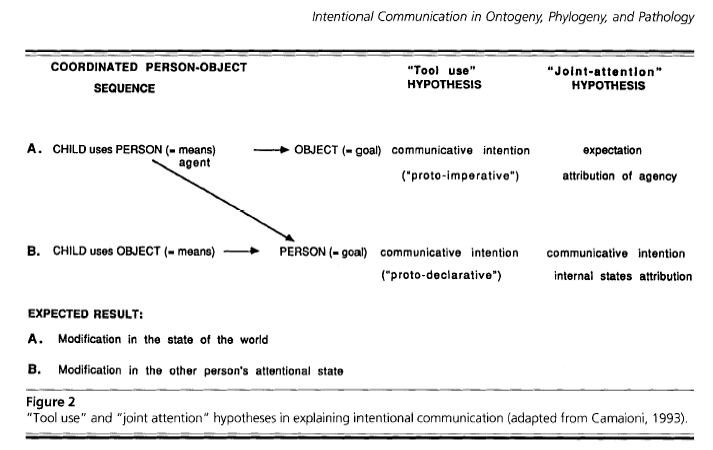 Intentional Communication in Ontogeny, Phylogeny, and Pathology
COORDINATED PERSON-OBJECT "Tool use" "Joint-attention"
SEQUENCE HYPOTHESIS HYPOTHESIS
A. CHILD uses PERSON (= means) OBJECT (= goal) communicative intention expectation
agent
("proto-imperative") attribution of agency
B. CHILD uses OBJECT (= means) PERSON (= goal) communicative intention communicative intention
("proto-declarative") internal states attribution
EXPECTED RESULT:
A. Modification in the state of the world
B. Modification in the other person's attentional state
Figure 2
"Tool use" and "joint attention" hypotheses in explaining intentional communication (adapted from Camaioni, 1993).